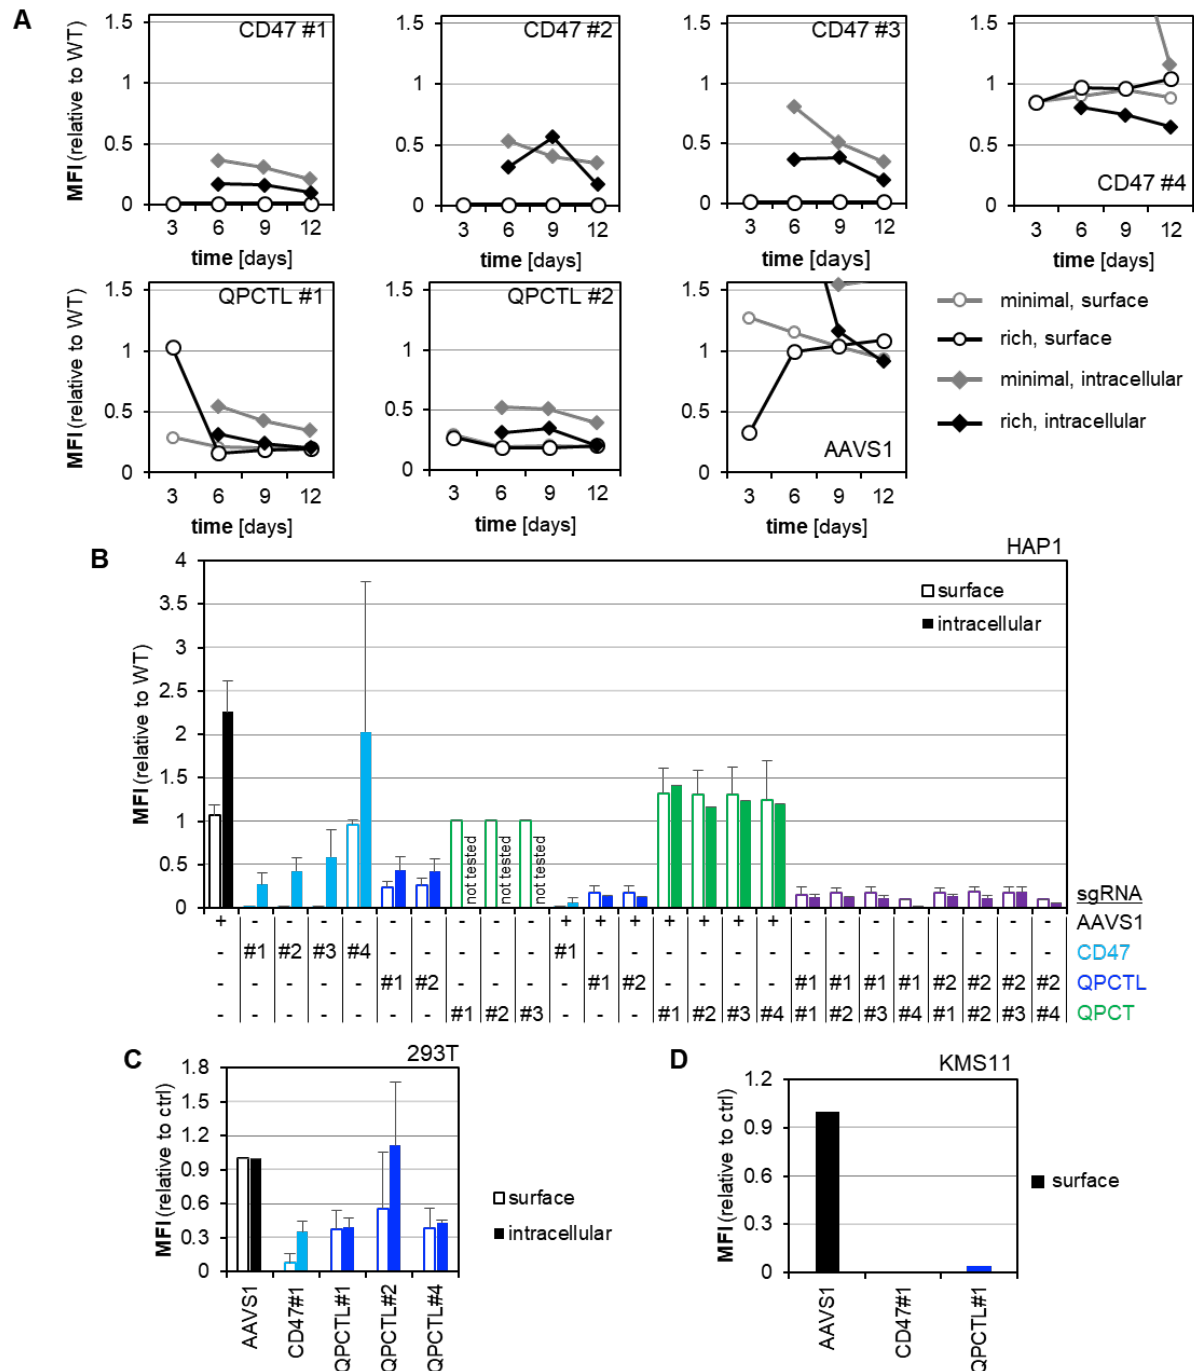 A
CD47 #1
CD47 #2
CD47 #3
CD47 #4
MFI (relative to WT)
1.5
1
0.5
0
3 6 9 12
time [days]
1.5
1
0.5
0
3 6 9 12
time [days]
1.5
1
0.5
0
3 6 9 12
time [days]
1.5
1
0.5
0
3 6 9 12
time [days]
QPCTL #1
QPCTL #2
AAVS1
MFI (relative to WT)
1.5
1
0.5
0
3 6 9 12
time [days]
1.5
1
0.5
0
3 6 9 12
time [days]
1.5
1
0.5
0
3 6 9 12
time [days]
minimal, surface
rich, surface
minimal, intracellular
rich, intracellular
B
HAP1
MFI (relative to WT)
4
3.5
3
2.5
2
1.5
1
0.5
0
surface
intracellular
not tested
not tested
not tested
sgRNA
+ - - - - - - - - - + + + + + + + - - - - - - - - AAVS1
- #1 #2 #3 #4 - - - - - #1 - - - - - - - - - - - - - - CD47
- - - - - #1 #2 - - - - #1 #2 - - - - #1 #1 #1 #1 #2 #2 #2 #2 QPCTL
- - - - - - - #1 #2 #3 - - - #1 #2 #3 #4 #1 #2 #3 #4 #1 #2 #3 #4 QPCT
C
293T
MFI (relative to ctrl)
1.8
1.5
1.2
0.9
0.6
0.3
0
AAVS1
CD47#1
QPCTL#1
QPCTL#2
QPCTL#4
surface
intracellular
D
KMS11
MFI (relative to ctrl)
1.2
0.9
0.6
0.3
0
AAVS1
CD47#1
QPCTL#1
surface